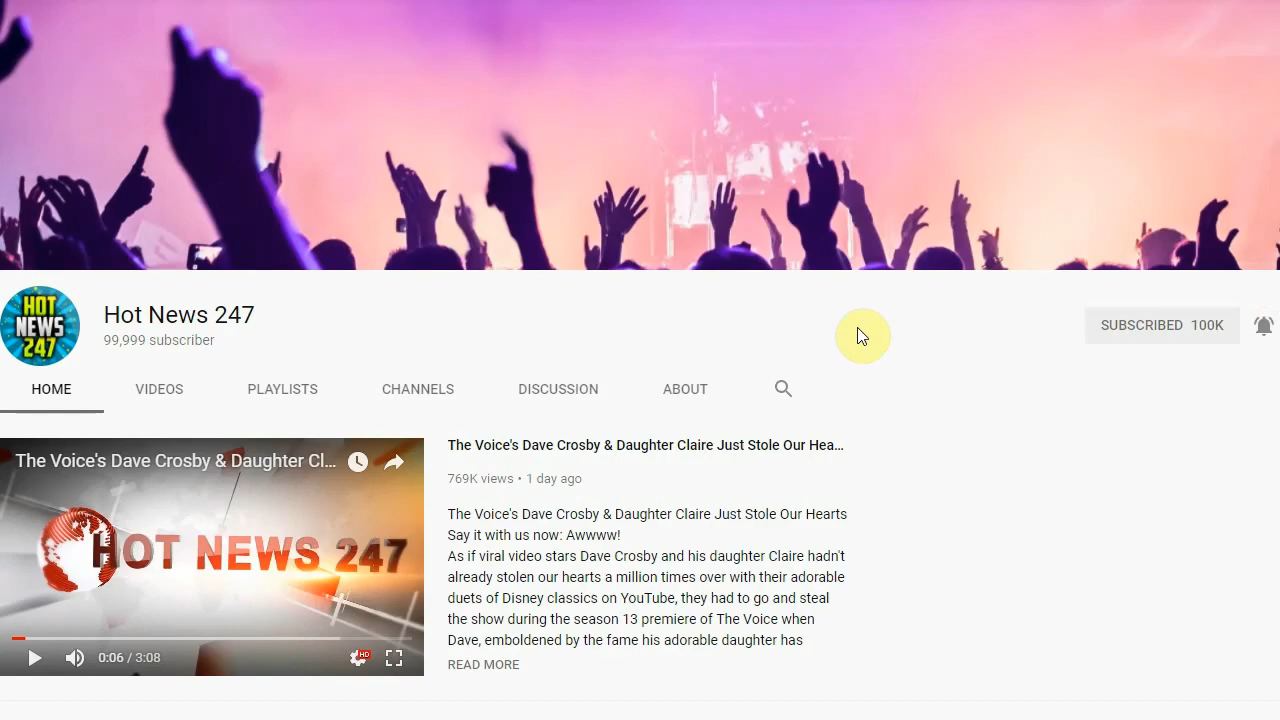 HOT
NEWS
247
Hot News 247
99,999 subscriber
SUBSCRIBED 100K
HOME VIDEOS PLAYLISTS CHANNELS DISCUSSION ABOUT
The Voice's Dave Crosby & Daughter Cl...
HOT NEWS 247
0:06 / 3:08
HD
The Voice's Dave Crosby & Daughter Claire Just Stole Our Hea...
769K views • 1 day ago
The Voice's Dave Crosby & Daughter Claire Just Stole Our Hearts
Say it with us now: Awwww!
As if viral video stars Dave Crosby and his daughter Claire hadn't
already stolen our hearts a million times over with their adorable
duets of Disney classics on YouTube, they had to go and steal
the show during the season 13 premiere of The Voice when
Dave, emboldened by the fame his adorable daughter has
READ MORE